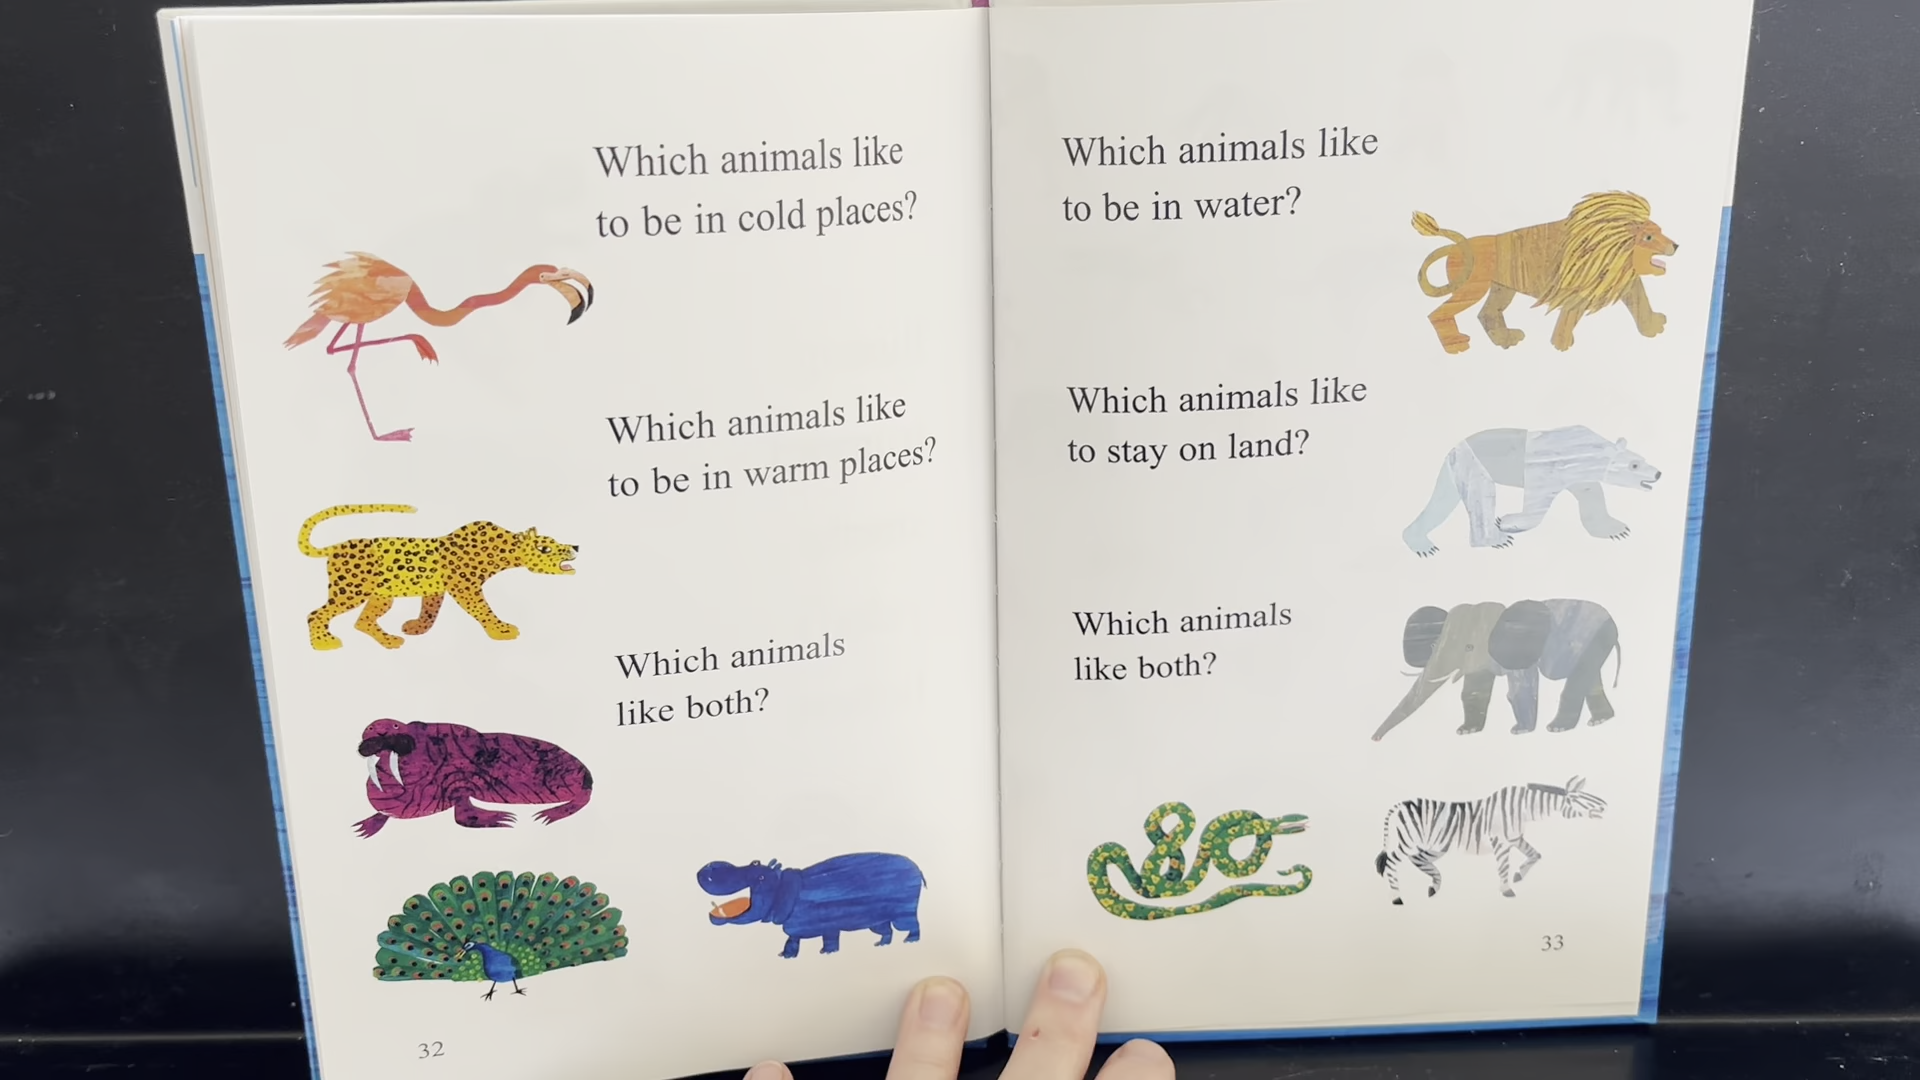 Which animals like
to be in cold places?
Which animals like
to be in warm places?
Which animals
like both?
32
Which animals like
to be in water?
Which animals like
to stay on land?
Which animals
like both?
33